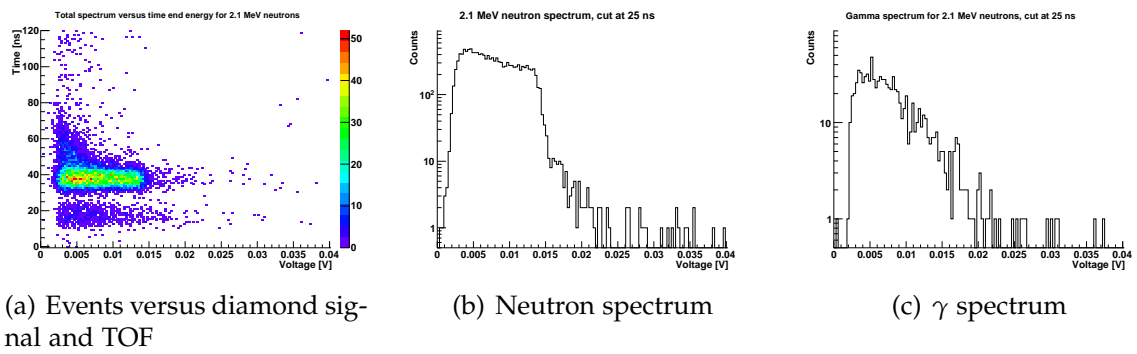 Total spectrum versus time end energy for 2.1 MeV neutrons
Time [ns]
120
100
80
60
40
20
0
0 0.005 0.01 0.015 0.02 0.025 0.03 0.035 0.04
Voltage [V]
50
40
30
20
10
0
2.1 MeV neutron spectrum, cut at 25 ns
Counts
10²
10
1
0 0.005 0.01 0.015 0.02 0.025 0.03 0.035 0.04
Voltage [V]
Gamma spectrum for 2.1 MeV neutrons, cut at 25 ns
Counts
10
1
0 0.005 0.01 0.015 0.02 0.025 0.03 0.035 0.04
Voltage [V]
(a) Events versus diamond sig-
nal and TOF
(b) Neutron spectrum
(c) γ spectrum